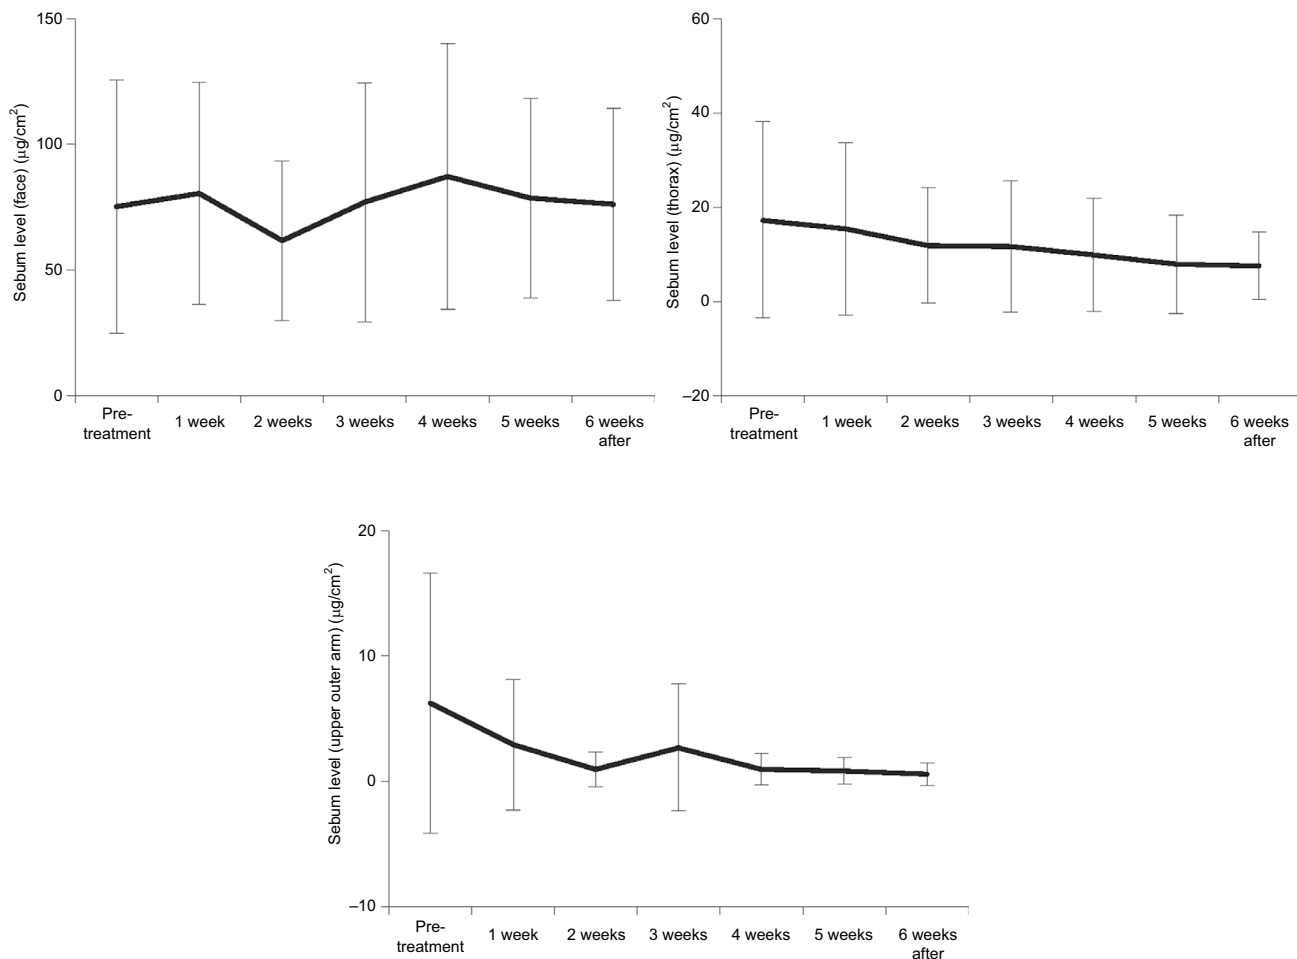 150
100
50
0
Sebum level (face) (μg/cm²)
Pre-
treatment
1 week
2 weeks
3 weeks
4 weeks
5 weeks
6 weeks
after
60
40
20
0
–20
Sebum level (thorax) (μg/cm²)
Pre-
treatment
1 week
2 weeks
3 weeks
4 weeks
5 weeks
6 weeks
after
20
10
0
–10
Sebum level (upper outer arm) (μg/cm²)
Pre-
treatment
1 week
2 weeks
3 weeks
4 weeks
5 weeks
6 weeks
after